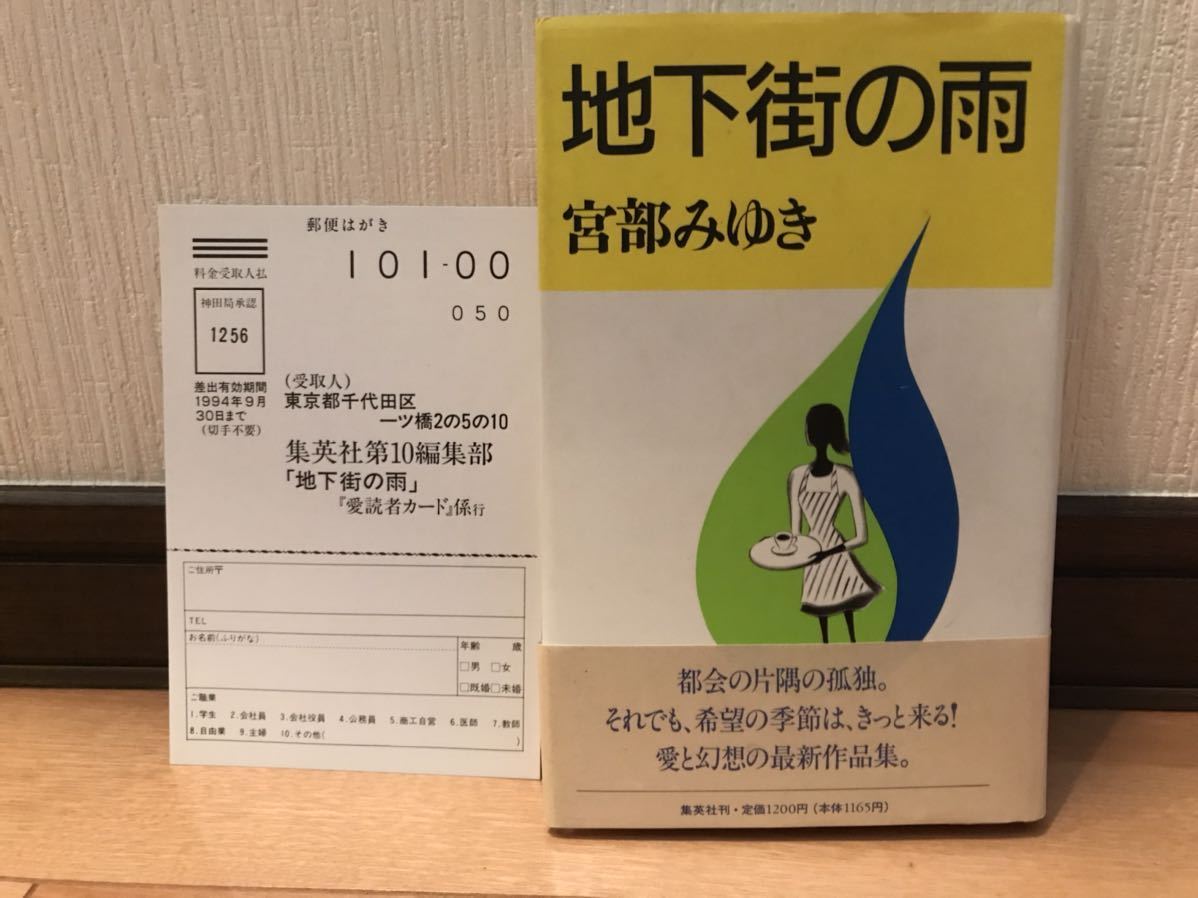 郵便はがき
料金受取人払
神田局承認
1256
差出有効期間
1994年9月
30日まで
(切手不要)
101-00
050
(受取人)
東京都千代田区
一ツ橋2の5の10
集英社第10編集部
「地下街の雨」
『愛読者カード』係行
ご住所〒
TEL
お名前(ふりがな)
年齢 歳
□男 □女
□既婚□未婚
ご職業
1.学生 2.会社員 3.会社役員 4.公務員 5.商工自営 6.医師 7.教師
8.自由業 9.主婦 10.その他( )
地下街の雨
宮部みゆき
都会の片隅の孤独。
それでも、希望の季節は、きっと来る!
愛と幻想の最新作品集。
集英社刊・定価1200円(本体1165円)